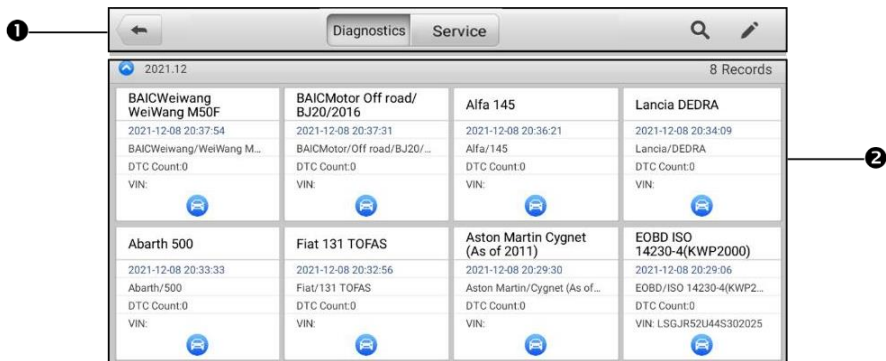 ❶
Diagnostics
Service
2021.12
8 Records
BAICWeiwang
WeiWang M50F
2021-12-08 20:37:54
BAICWeiwang/WeiWang M...
DTC Count:0
VIN:
BAICMotor Off road/
BJ20/2016
2021-12-08 20:37:31
BAICMotor/Off road/BJ20/...
DTC Count:0
VIN:
Alfa 145
2021-12-08 20:36:21
Alfa/145
DTC Count:0
VIN:
Lancia DEDRA
2021-12-08 20:34:09
Lancia/DEDRA
DTC Count:0
VIN:
❷
Abarth 500
2021-12-08 20:33:33
Abarth/500
DTC Count:0
VIN:
Fiat 131 TOFAS
2021-12-08 20:32:56
Fiat/131 TOFAS
DTC Count:0
VIN:
Aston Martin Cygnet
(As of 2011)
2021-12-08 20:29:30
Aston Martin/Cygnet (As of...
DTC Count:0
VIN:
EOBD ISO
14230-4(KWP2000)
2021-12-08 20:29:06
EOBD/ISO 14230-4(KWP2...
DTC Count:0
VIN: LSGJR52U44S302025